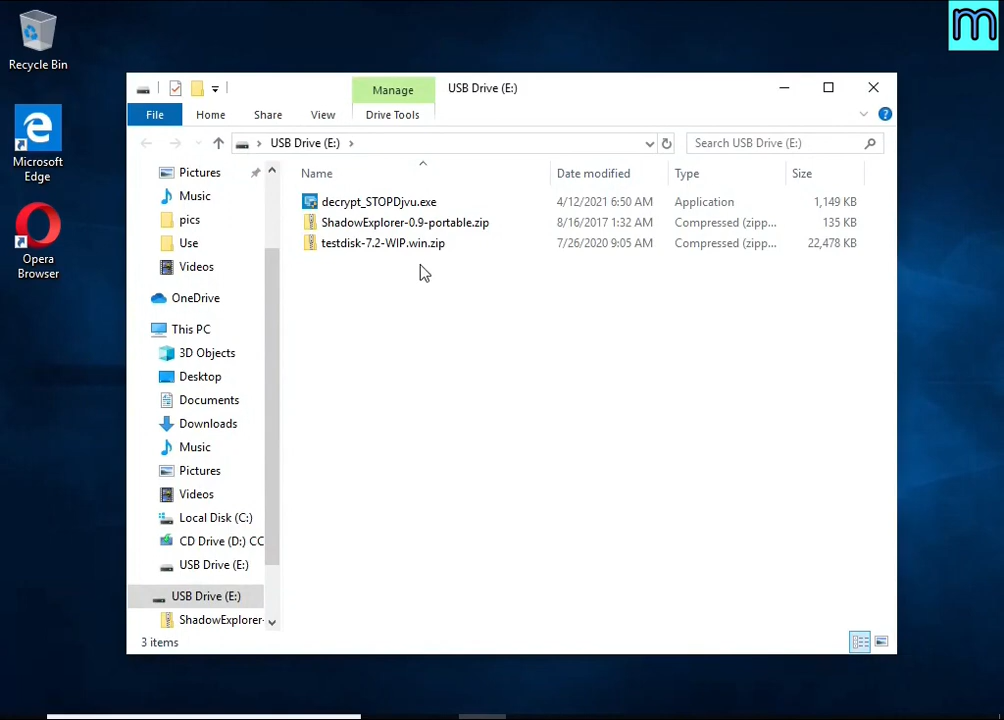 Recycle Bin
Microsoft
Edge
Opera
Browser
m
Manage
USB Drive (E:)
File
Home
Share
View
Drive Tools
USB Drive (E:)
Search USB Drive (E:)
Name
Date modified
Type
Size
decrypt_STOPDjvu.exe
4/12/2021 6:50 AM
Application
1,149 KB
ShadowExplorer-0.9-portable.zip
8/16/2017 1:32 AM
Compressed (zipp...
135 KB
testdisk-7.2-WIP.win.zip
7/26/2020 9:05 AM
Compressed (zipp...
22,478 KB
Pictures
Music
pics
Use
Videos
OneDrive
This PC
3D Objects
Desktop
Documents
Downloads
Music
Pictures
Videos
Local Disk (C:)
CD Drive (D:) CC
USB Drive (E:)
USB Drive (E:)
ShadowExplorer-
3 items